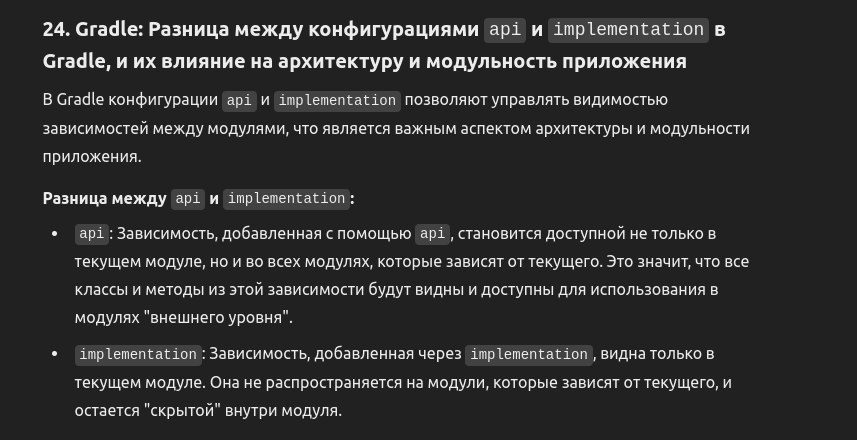 24. Gradle: Разница между конфигурациями api и implementation в
Gradle, и их влияние на архитектуру и модульность приложения
В Gradle конфигурации api и implementation позволяют управлять видимостью
зависимостей между модулями, что является важным аспектом архитектуры и модульности
приложения.
Разница между api и implementation:
• api: Зависимость, добавленная с помощью api, становится доступной не только в
текущем модуле, но и во всех модулях, которые зависят от текущего. Это значит, что все
классы и методы из этой зависимости будут видны и доступны для использования в
модулях "внешнего уровня".
• implementation: Зависимость, добавленная через implementation, видна только в
текущем модуле. Она не распространяется на модули, которые зависят от текущего, и
остается "скрытой" внутри модуля.